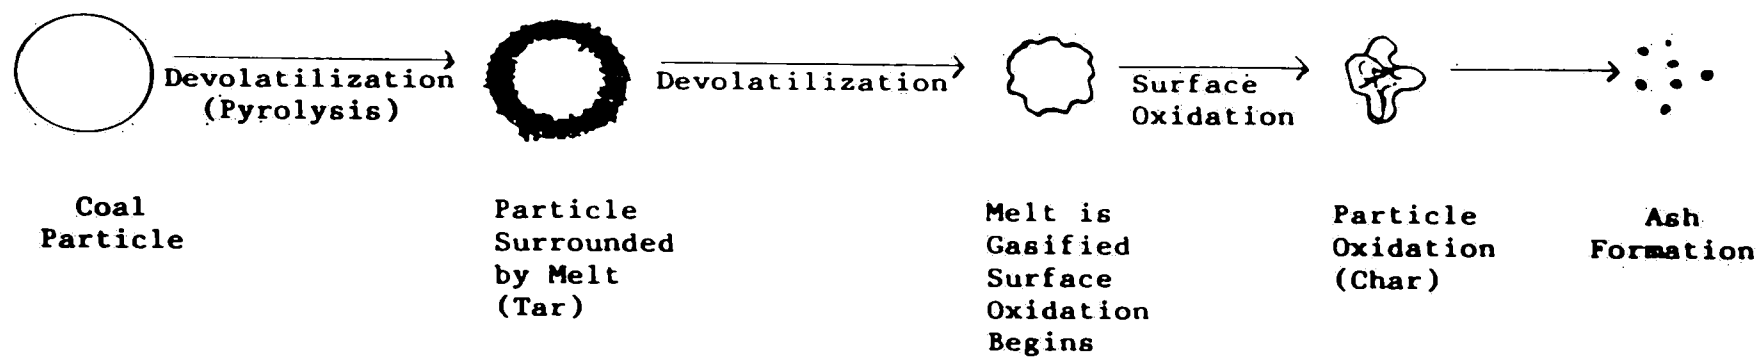 Devolatilization
(Pyrolysis)
Devolatilization
Surface
Oxidation
Coal
Particle
Particle
Surrounded
by Melt
(Tar)
Melt is
Gasified
Surface
Oxidation
Begins
Particle
Oxidation
(Char)
Ash
Formation